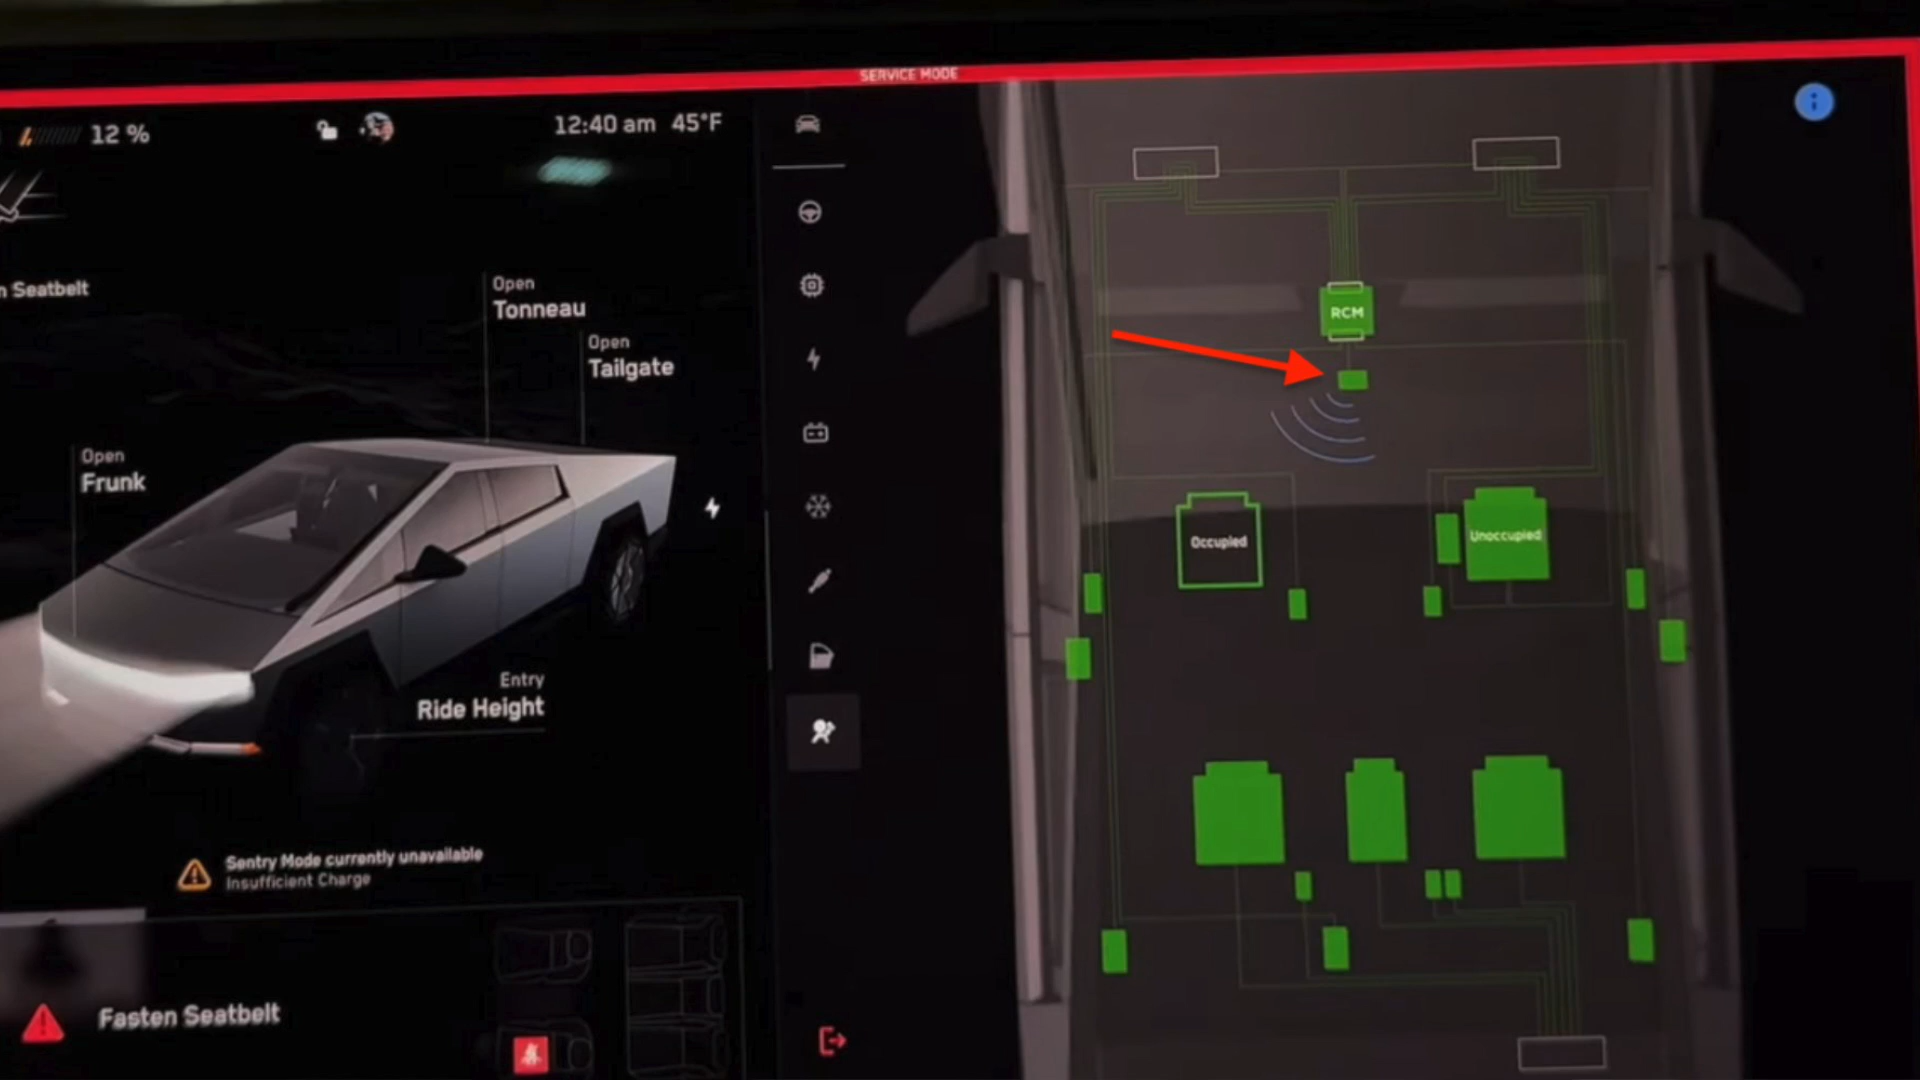 SERVICE MODE
12 %
12:40 am 45°F
n Seatbelt
Open
Tonneau
Open
Tailgate
Open
Frunk
Entry
Ride Height
Sentry Mode currently unavailable
Insufficient Charge
Fasten Seatbelt
RCM
Occupied
Unoccupied